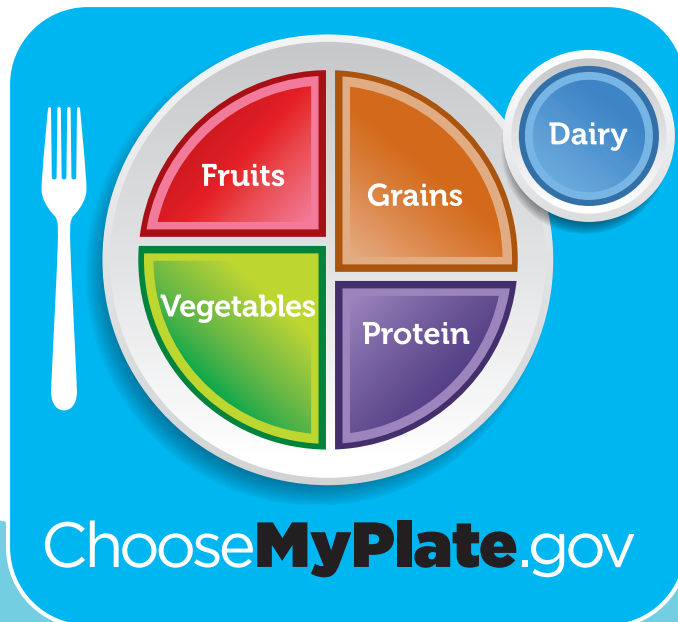 Fruits
Grains
Dairy
Vegetables
Protein
ChooseMyPlate.gov